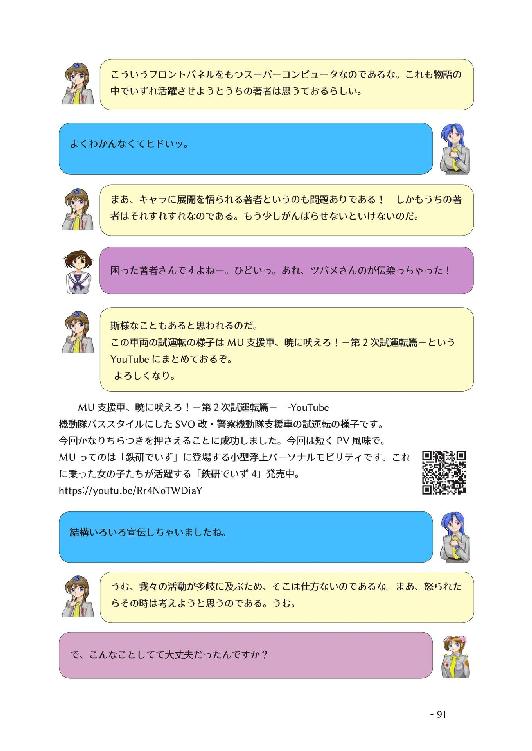 こういうフロントパネルをもつスーパーコンピュータなのであるな。これも物語の
中でいずれ活躍させようとうちの著者は思うておるらしい。
よくわかんなくてヒドいッ。
まあ、キャラに展開を悟られる著者というのも問題ありである！　しかもうちの著
者はそれすれすれなのである。もう少しがんばらせないといけないのだ。
困った著者さんですよねー。ひどいっ。あれ、ツバメさんのが伝染っちゃった！
斯様なこともあると思われるのだ。
この車両の試運転の様子は MU 支援車、暁に吠えろ！－第 2 次試運転篇－という
YouTube にまとめておるぞ。
よろしくなり。
MU 支援車、暁に吠えろ！－第 2 次試運転篇－　-YouTube
機動隊バススタイルにした SVO 改・警察機動隊支援車の試運転の様子です。
今回かなりちらつきを押さえることに成功しました。今回は短く PV 風味で。
MU ってのは「鉄研でいず」に登場する小型浮上パーソナルモビリティです。これ
に乗った女の子たちが活躍する「鉄研でいず 4」発売中。
https://youtu.be/Rr4NoTWDiaY
結構いろいろ宣伝しちゃいましたね。
うむ、我々の活動が多岐に及ぶため、そこは仕方ないのであるな。まあ、怒られた
らその時は考えようと思うのである。うむ。
で、こんなことしてて大丈夫だったんですか？
- 91